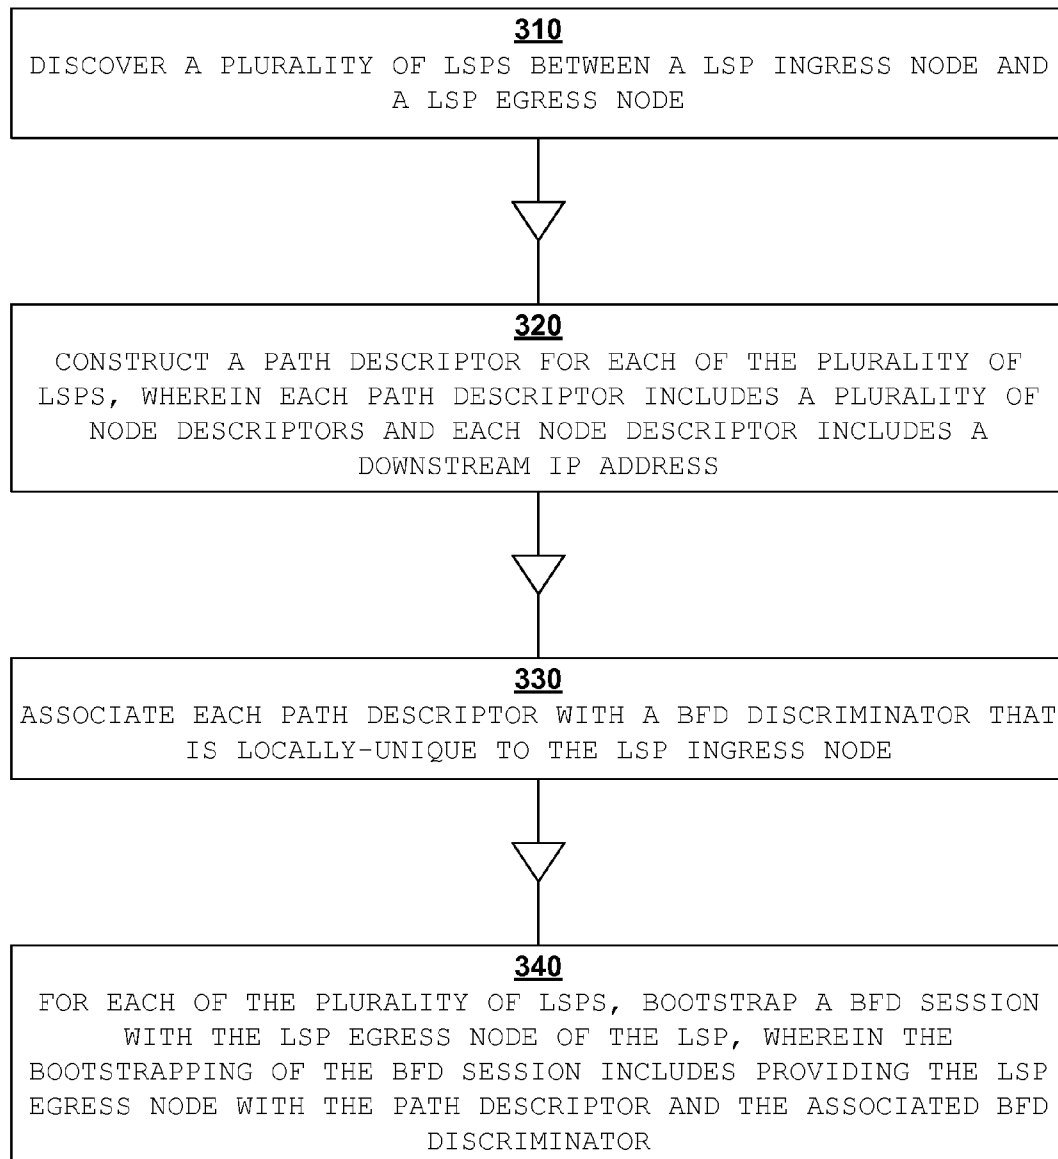 310
DISCOVER A PLURALITY OF LSPS BETWEEN A LSP INGRESS NODE AND
A LSP EGRESS NODE
320
CONSTRUCT A PATH DESCRIPTOR FOR EACH OF THE PLURALITY OF
LSPS, WHEREIN EACH PATH DESCRIPTOR INCLUDES A PLURALITY OF
NODE DESCRIPTORS AND EACH NODE DESCRIPTOR INCLUDES A
DOWNSTREAM IP ADDRESS
330
ASSOCIATE EACH PATH DESCRIPTOR WITH A BFD DISCRIMINATOR THAT
IS LOCALLY-UNIQUE TO THE LSP INGRESS NODE
340
FOR EACH OF THE PLURALITY OF LSPS, BOOTSTRAP A BFD SESSION
WITH THE LSP EGRESS NODE OF THE LSP, WHEREIN THE
BOOTSTRAPPING OF THE BFD SESSION INCLUDES PROVIDING THE LSP
EGRESS NODE WITH THE PATH DESCRIPTOR AND THE ASSOCIATED BFD
DISCRIMINATOR